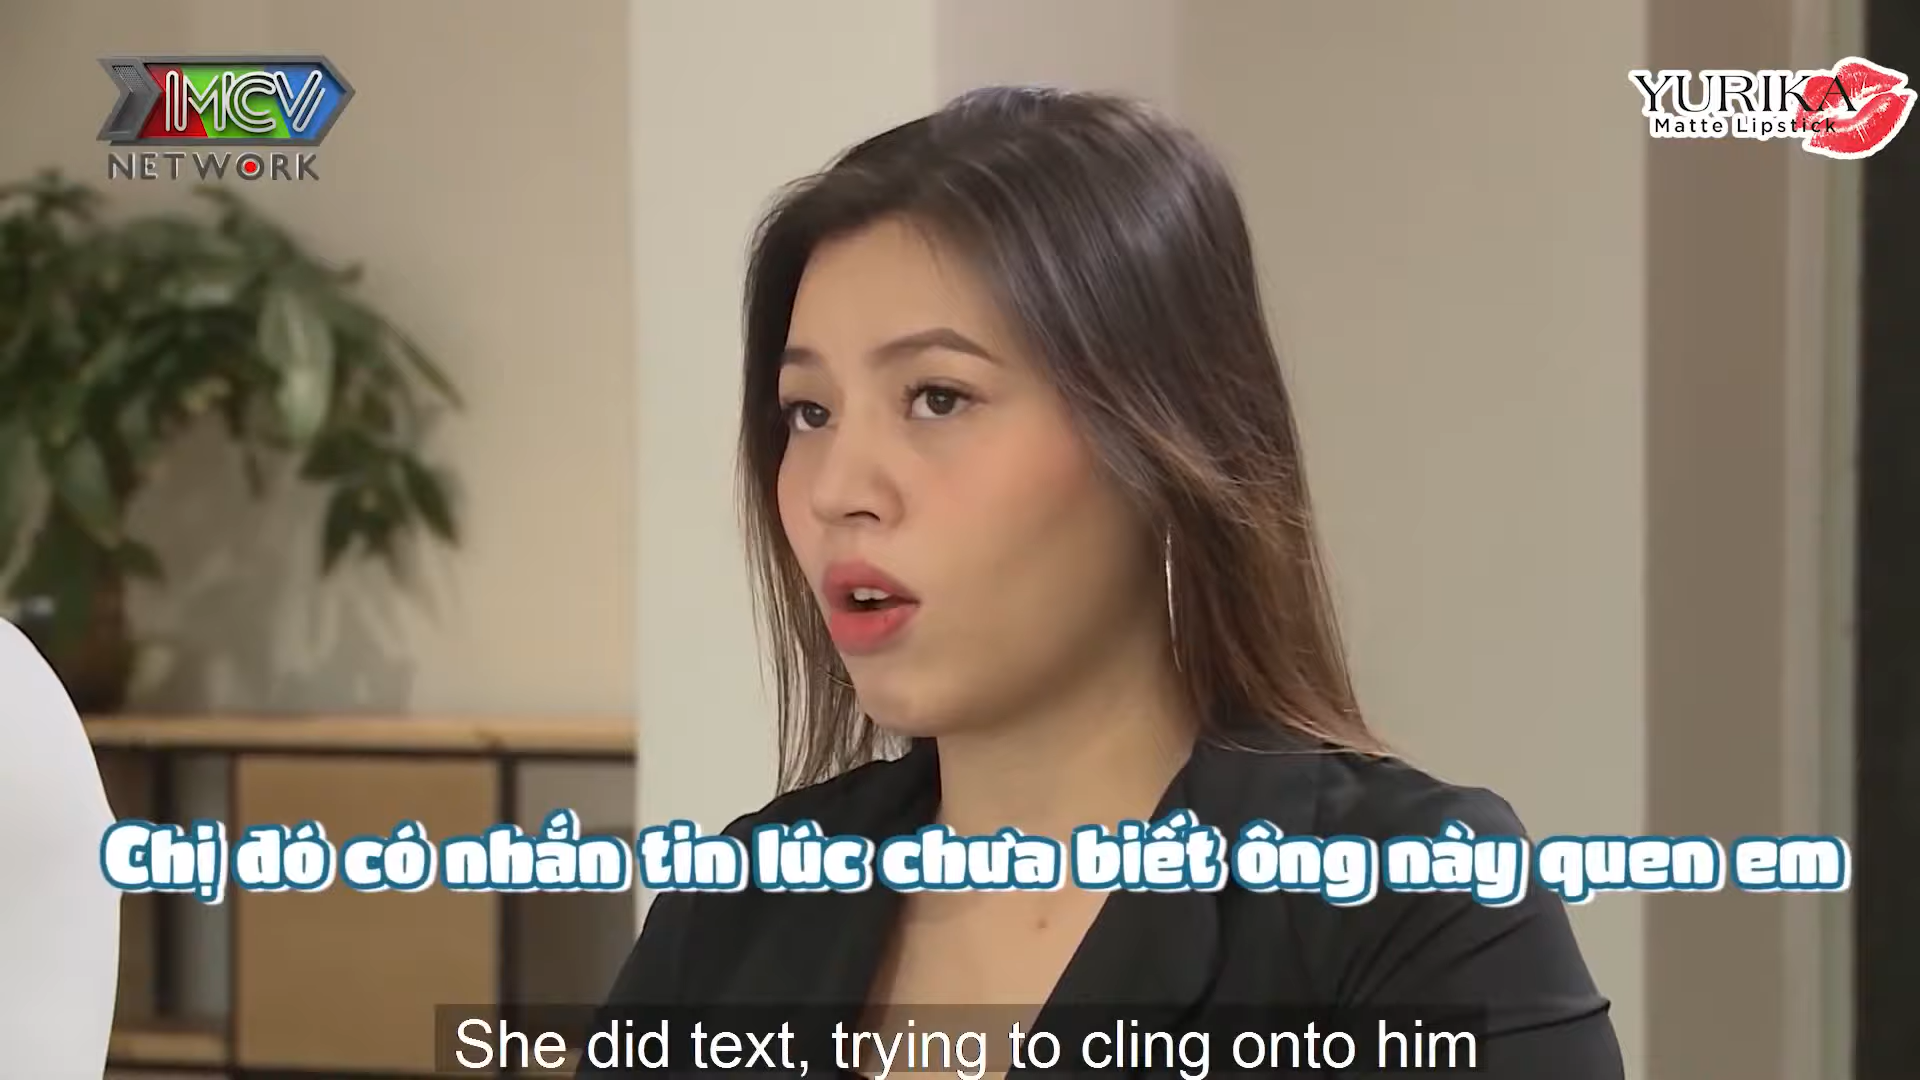 MCV
NETWORK
YURIKA
Matte Lipstick
Chị đó có nhắn tin lúc chưa biết ông này quen em
She did text, trying to cling onto him